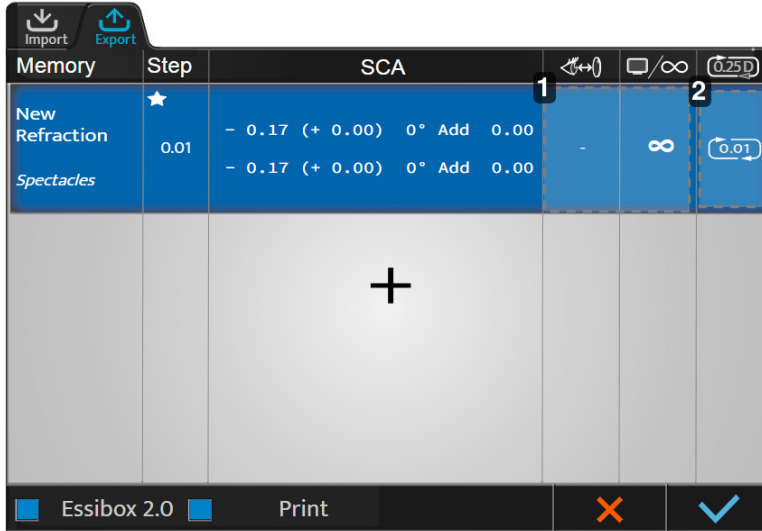 Import Export
Memory Step SCA /∞ 0.25D
1 2
New
Refraction
Spectacles
0.01
- 0.17 (+ 0.00) 0° Add 0.00
- 0.17 (+ 0.00) 0° Add 0.00
- ∞ 0.01
+
Essibox 2.0 Print